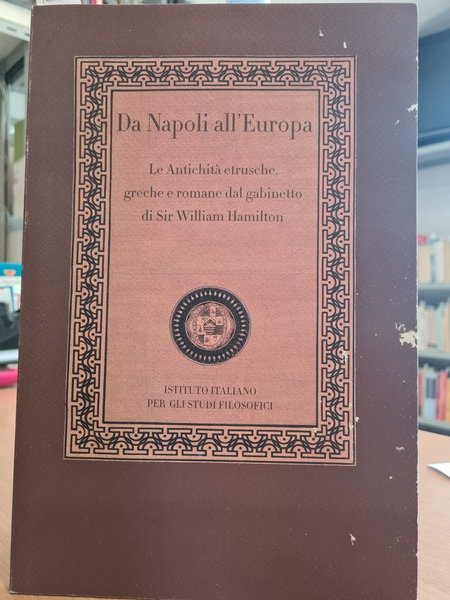 Da Napoli all'Europa
Le Antichità etrusche,
greche e romane dal gabinetto
di Sir William Hamilton
ISTITUTO ITALIANO
PER GLI STUDI FILOSOFICI